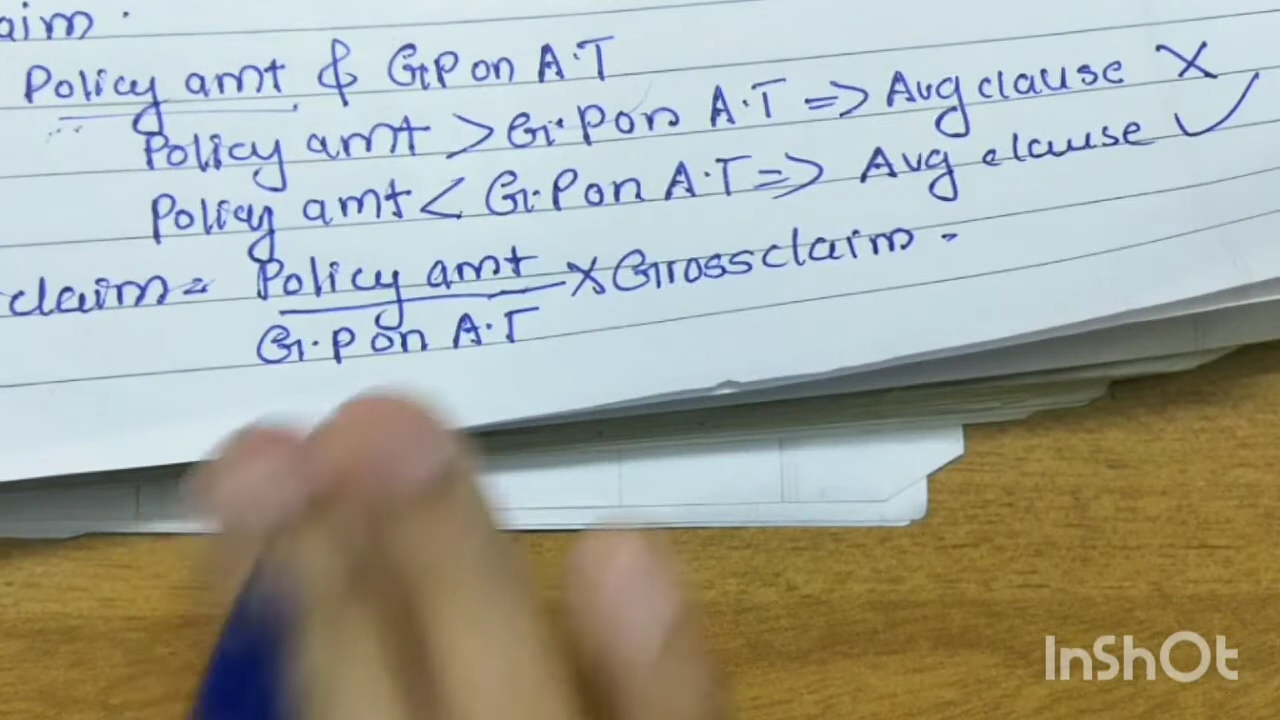 aim.
Policy amt & GP on A.T
Policy amt > G.P on A.T => Avg clause X
Policy amt < G.P on A.T => Avg clause ✓
claim = Policy amt × Gross claim.
G.P on A.T
InShOt